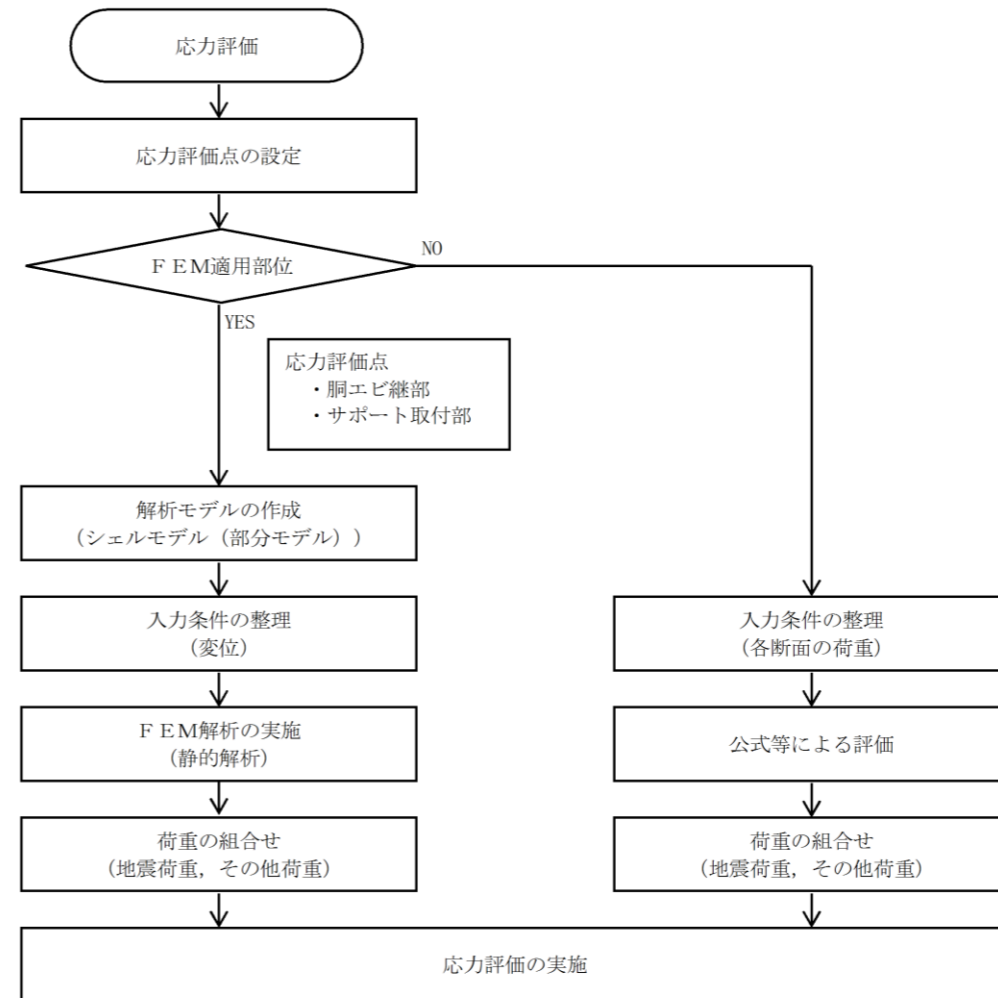 応力評価
応力評価点の設定
ＦＥＭ適用部位
NO
YES
応力評価点
・胴エビ継部
・サポート取付部
解析モデルの作成
（シェルモデル（部分モデル））
入力条件の整理
（変位）
ＦＥＭ解析の実施
（静的解析）
荷重の組合せ
（地震荷重，その他荷重）
入力条件の整理
（各断面の荷重）
公式等による評価
荷重の組合せ
（地震荷重，その他荷重）
応力評価の実施